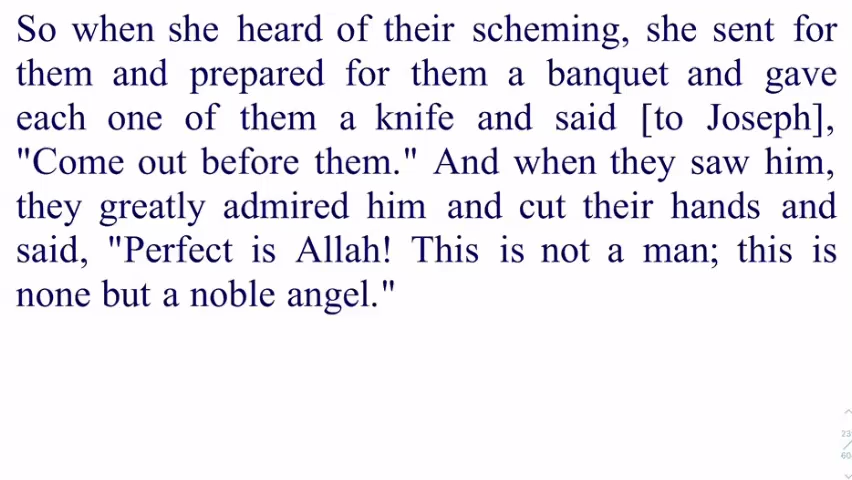 So when she heard of their scheming, she sent for
them and prepared for them a banquet and gave
each one of them a knife and said [to Joseph],
"Come out before them." And when they saw him,
they greatly admired him and cut their hands and
said, "Perfect is Allah! This is not a man; this is
none but a noble angel."
23
60